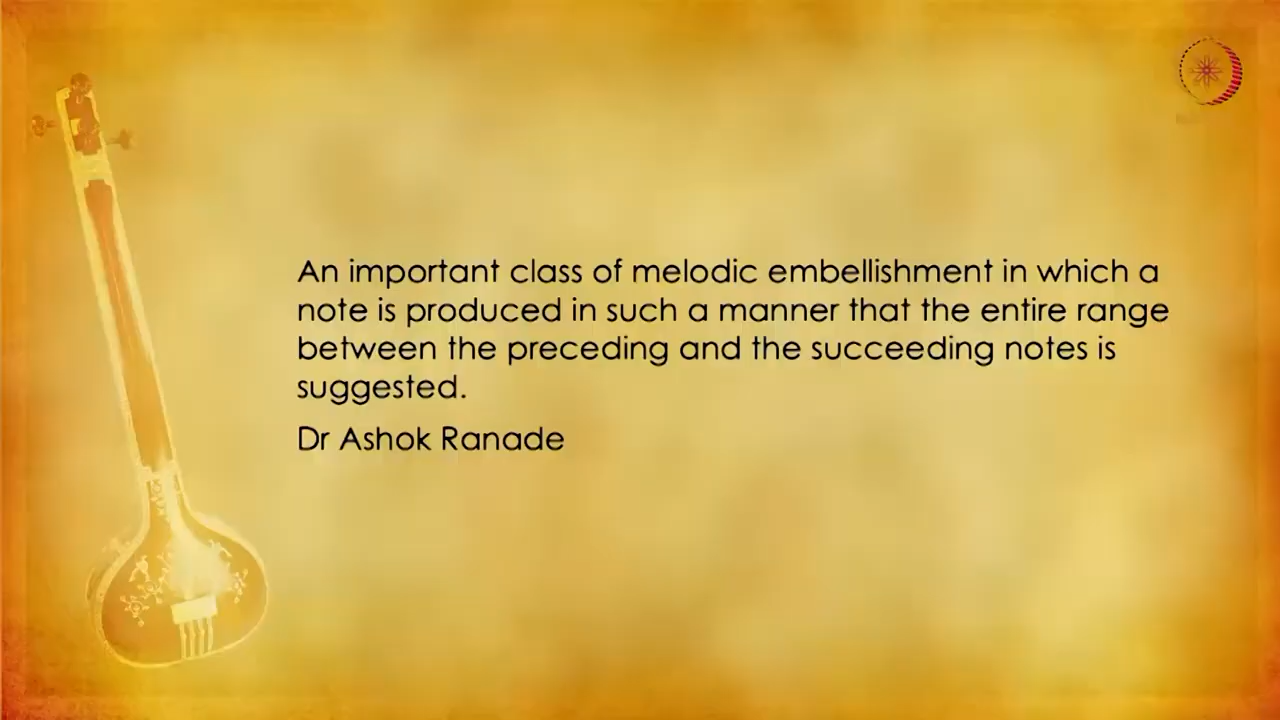 An important class of melodic embellishment in which a
note is produced in such a manner that the entire range
between the preceding and the succeeding notes is
suggested.
Dr Ashok Ranade